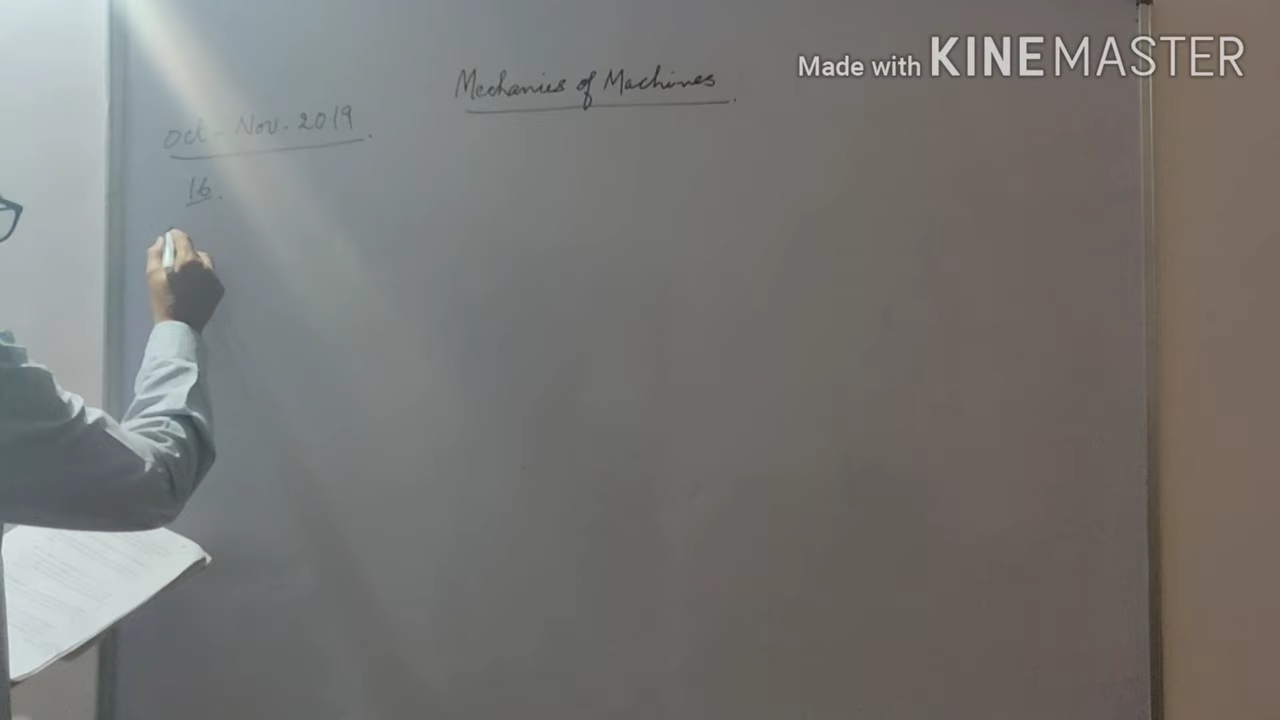 Made with KINEMASTER
Mechanics of Machines.
Oct - Nov. 2019.
16.